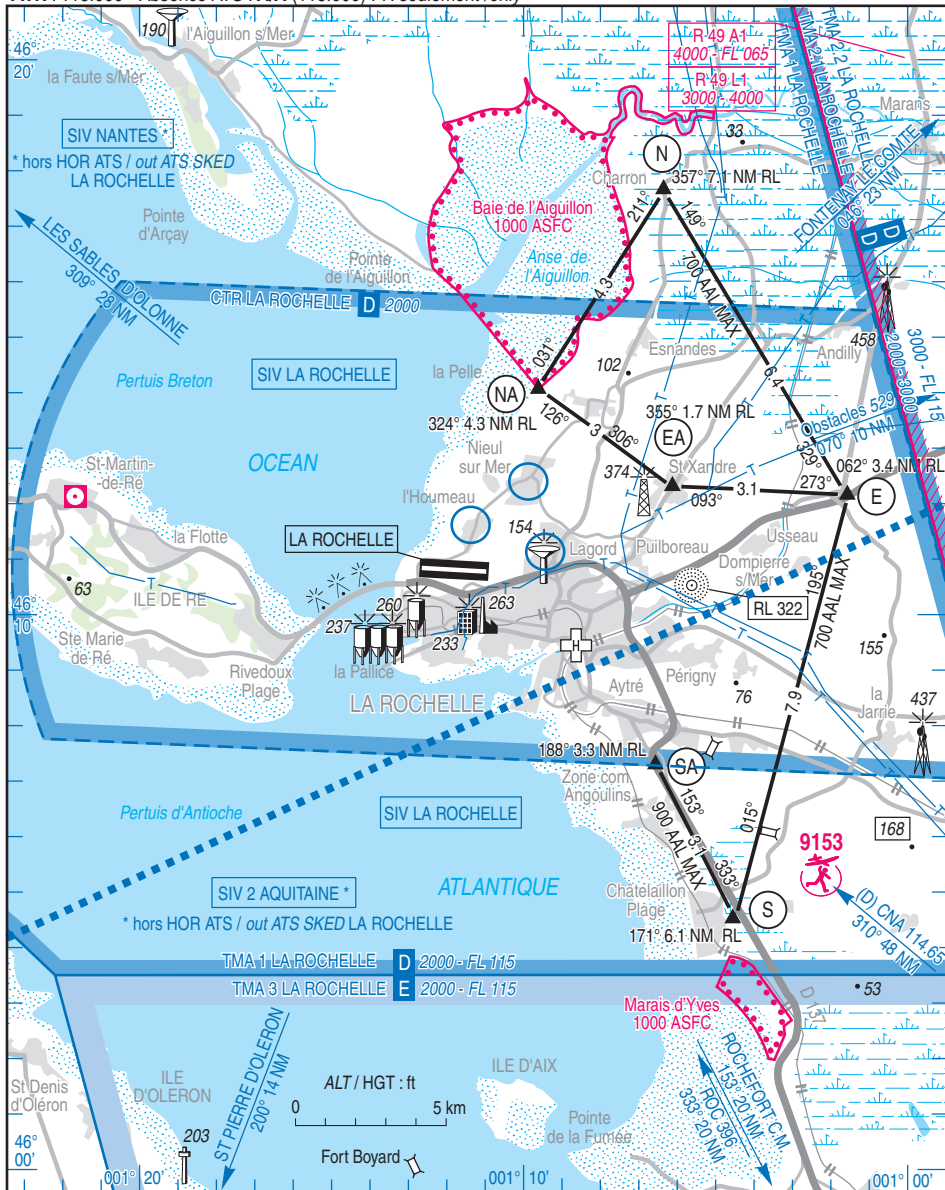 190
l'Aiguillon s/Mer
46°
20'
la Faute s/Mer
R 49 A1
4000 - FL 065
R 49 L1
3000 - 4000
TMA 2.2 LA ROCHELLE
TMA 2.1 LA ROCHELLE
TMA 1 LA ROCHELLE
Marans
33
SIV NANTES *
* hors HOR ATS / out ATS SKED
LA ROCHELLE
N
Charron
357° 7.1 NM RL
FONTENAY-LE-COMTE
046° 23 NM
Pointe
d'Arçay
Baie de l'Aiguillon
1000 ASFC
211°
149°
LES SABLES D'OLONNE
309° 28 NM
Pointe
de l'Aiguillon
Anse de
l'Aiguillon
700 AAL MAX
D
D
CTR LA ROCHELLE D 2000
4.3
458
3000 - FL 115
2000 - 3000
Pertuis Breton
SIV LA ROCHELLE
la Pelle
031°
102
Esnandes
Andilly
6.4
NA
324° 4.3 NM RL
126°
3
306°
355° 1.7 NM RL
EA
Obstacles 529
070° 10 NM
329°
OCEAN
Nieul
sur Mer
374
St Xandre
062° 3.4 NM RL
St-Martin-
de-Ré
l'Houmeau
093°
3.1
273°
E
la Flotte
LA ROCHELLE
154
Lagord
Puilboreau
Usseau
Dompierre
s/Mer
63
T
ILE DE RE
RL 322
195°
700 AAL MAX
46°
10'
260
263
237
233
155
Ste Marie
de Ré
Rivedoux
Plage
la Pallice
Aytré
Périgny
76
la
Jarrie
437
LA ROCHELLE
7.9
188° 3.3 NM RL
SA
Zone com.
Angoulins
Pertuis d'Antioche
SIV LA ROCHELLE
153°
900 AAL MAX
3.1
333°
015°
168
9153
SIV 2 AQUITAINE *
* hors HOR ATS / out ATS SKED LA ROCHELLE
ATLANTIQUE
Châtelaillon
Plage
S
171° 6.1 NM RL
(D) CNA 114.65
310° 48 NM
TMA 1 LA ROCHELLE D 2000 - FL 115
TMA 3 LA ROCHELLE E 2000 - FL 115
Marais d'Yves
1000 ASFC
D 137
53
St Denis
d'Oléron
ILE
D'OLERON
ST PIERRE D'OLERON
200° 14 NM
ALT / HGT : ft
0
5 km
ILE D'AIX
ROCHEFORT-C.M.
153° 20 NM
ROC 396
333° 20 NM
Pointe
de la Fumée
203
Fort Boyard
46°
00'
001° 20'
001° 10'
001° 00'